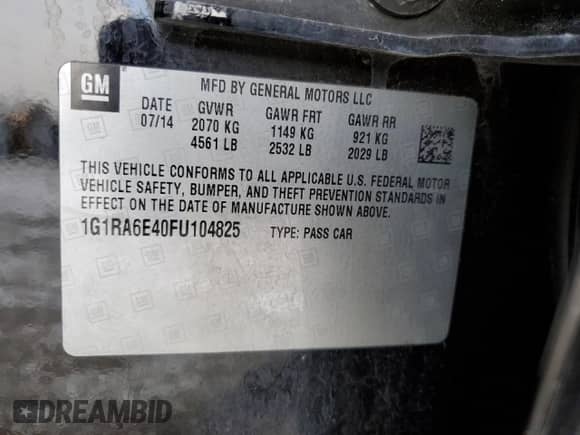 GM
MFD BY GENERAL MOTORS LLC
DATE GVWR GAWR FRT GAWR RR
07/14 2070 KG 1149 KG 921 KG
4561 LB 2532 LB 2029 LB
THIS VEHICLE CONFORMS TO ALL APPLICABLE U.S. FEDERAL MOTOR
VEHICLE SAFETY, BUMPER, AND THEFT PREVENTION STANDARDS IN
EFFECT ON THE DATE OF MANUFACTURE SHOWN ABOVE.
1G1RA6E40FU104825 TYPE: PASS CAR
DREAMBID